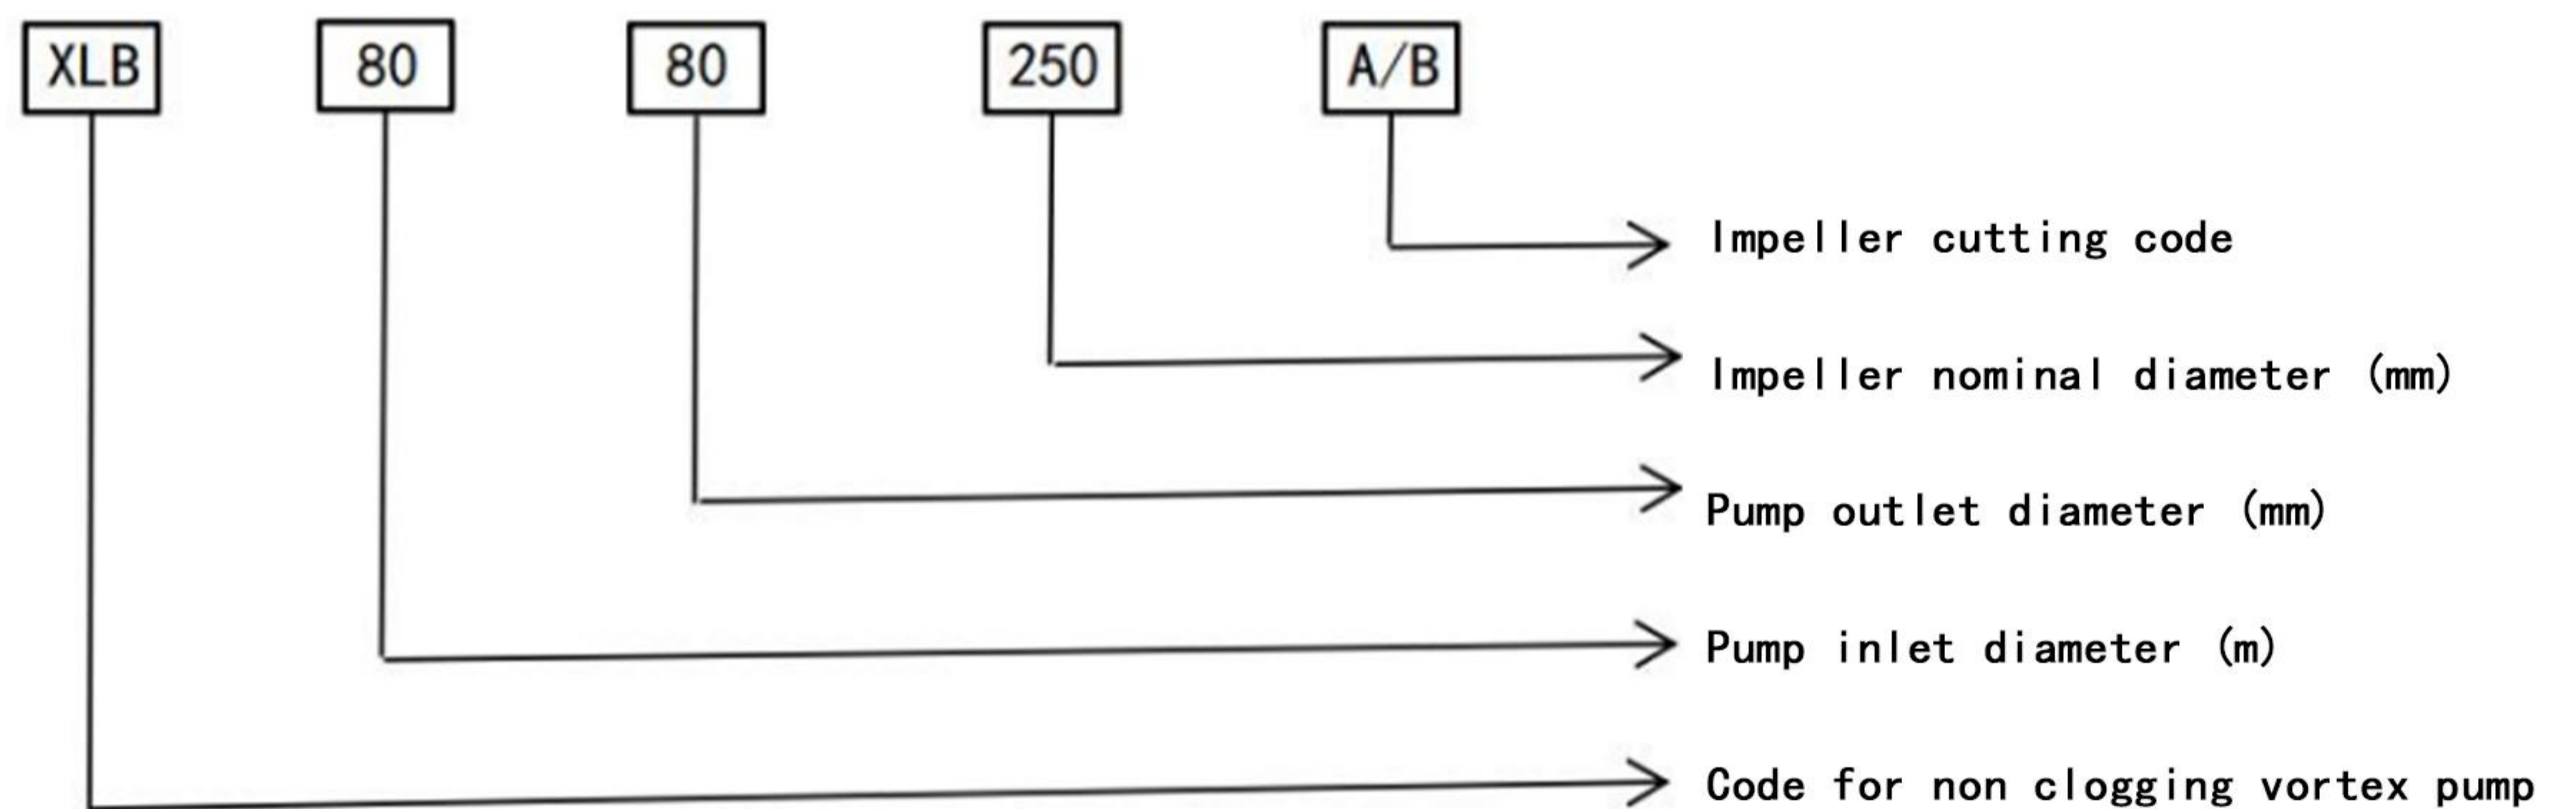 XLB 80 80 250 A/B
Impeller cutting code
Impeller nominal diameter (mm)
Pump outlet diameter (mm)
Pump inlet diameter (m)
Code for non clogging vortex pump